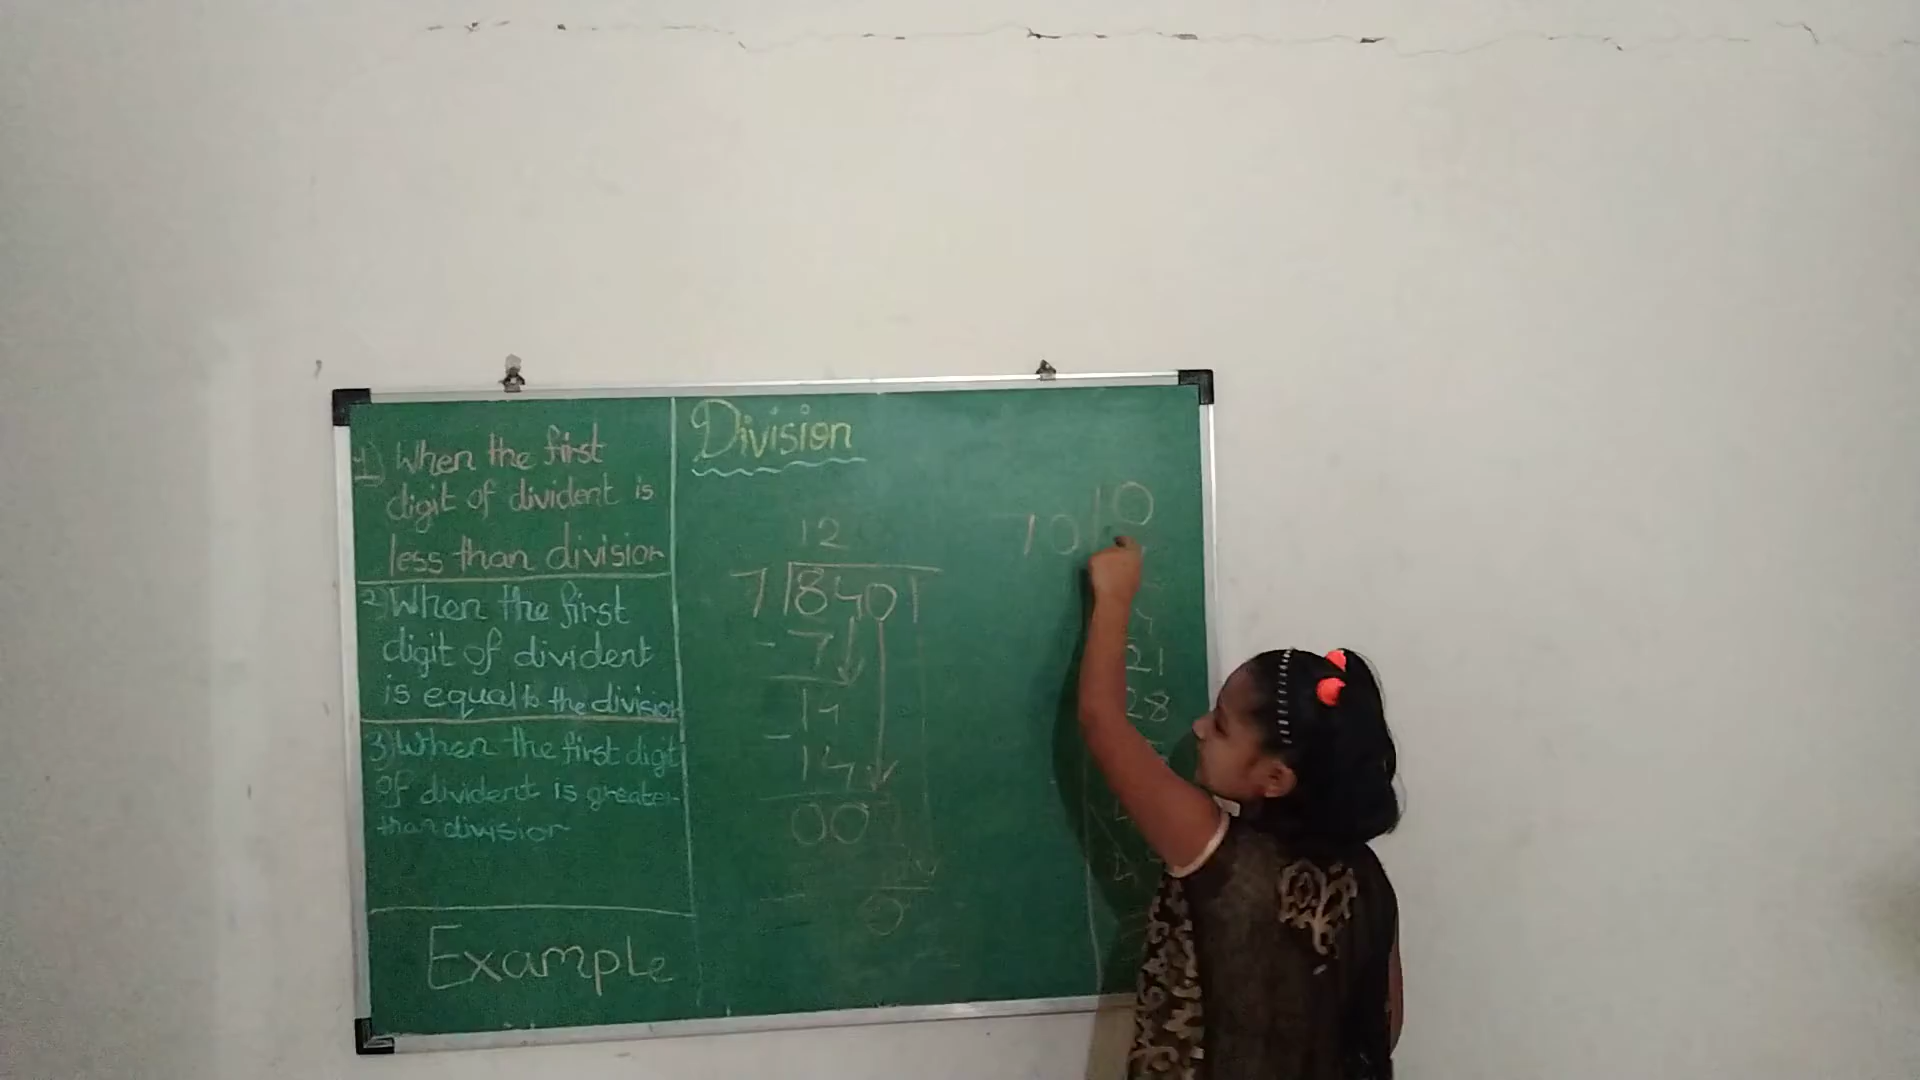 1) When the first
digit of divident is
less than division
2) When the first
digit of divident
is equal to the division
3) When the first digit
of divident is greater
than division
Example
Division
12
7 840
- 7
14
- 14
00
0
10
70
21
28